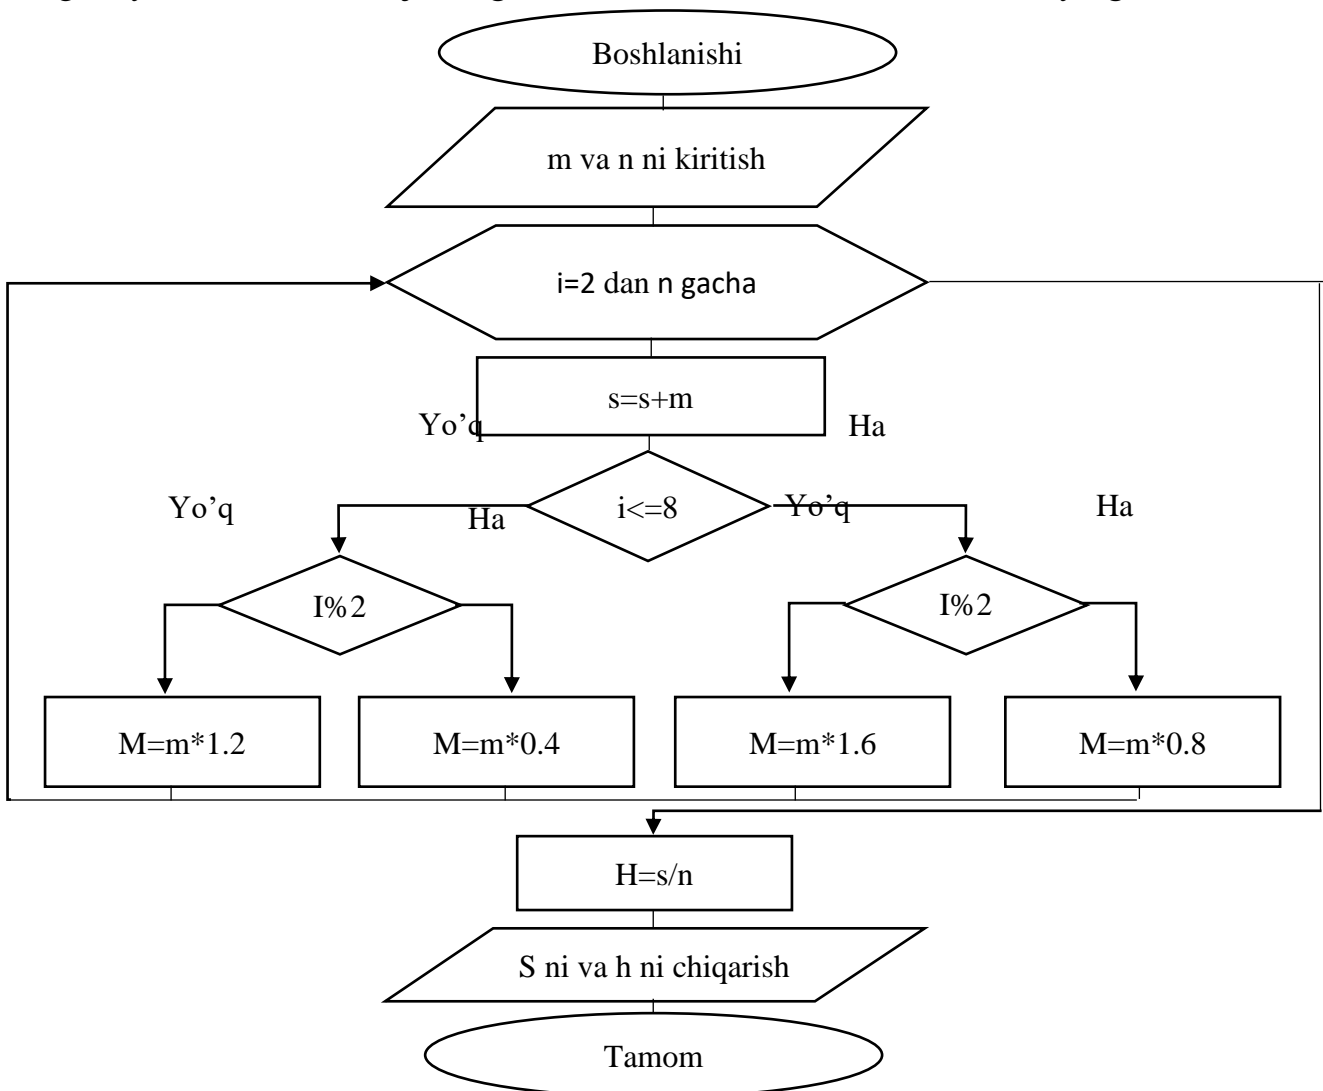 Boshlanishi
m va n ni kiritish
i=2 dan n gacha
s=s+m
Yo’q
Ha
i<=8
Yo’q
Ha
Yo’q
Ha
I%2
I%2
M=m*1.2
M=m*0.4
M=m*1.6
M=m*0.8
H=s/n
S ni va h ni chiqarish
Tamom